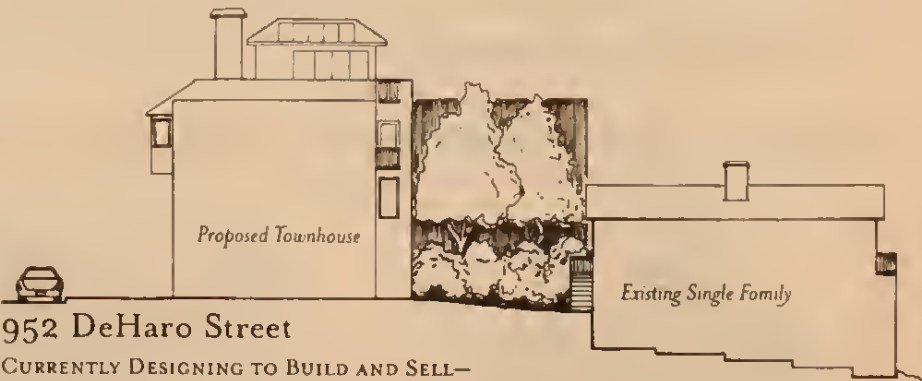 Proposed Townhouse
Existing Single Fomily
952 DeHaro Street
CURRENTLY DESIGNING TO BUILD AND SELL—